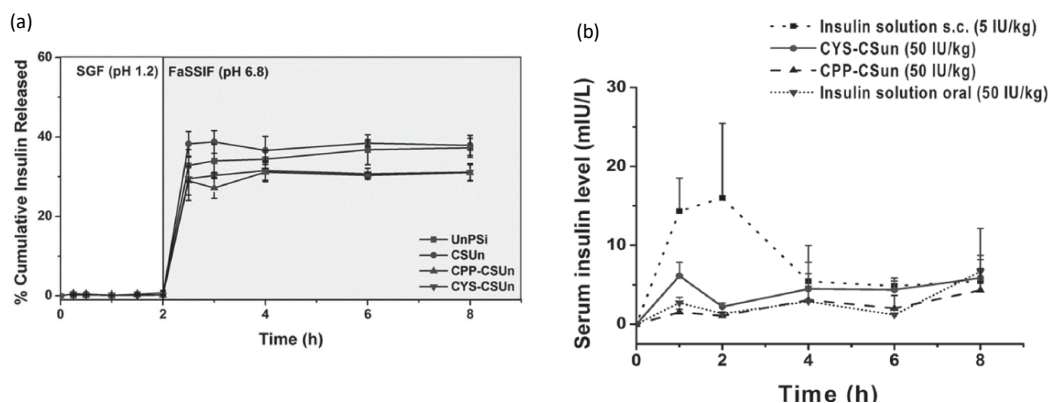 (a)
60
40
20
0
% Cumulative Insulin Released
SGF (pH 1.2)
FaSSIF (pH 6.8)
UnPSi
CSUn
CPP-CSUn
CYS-CSUn
0 2 4 6 8
Time (h)
(b)
Insulin solution s.c. (5 IU/kg)
CYS-CSun (50 IU/kg)
CPP-CSun (50 IU/kg)
Insulin solution oral (50 IU/kg)
30
20
10
0
Serum insulin level (mIU/L)
0 2 4 6 8
Time (h)